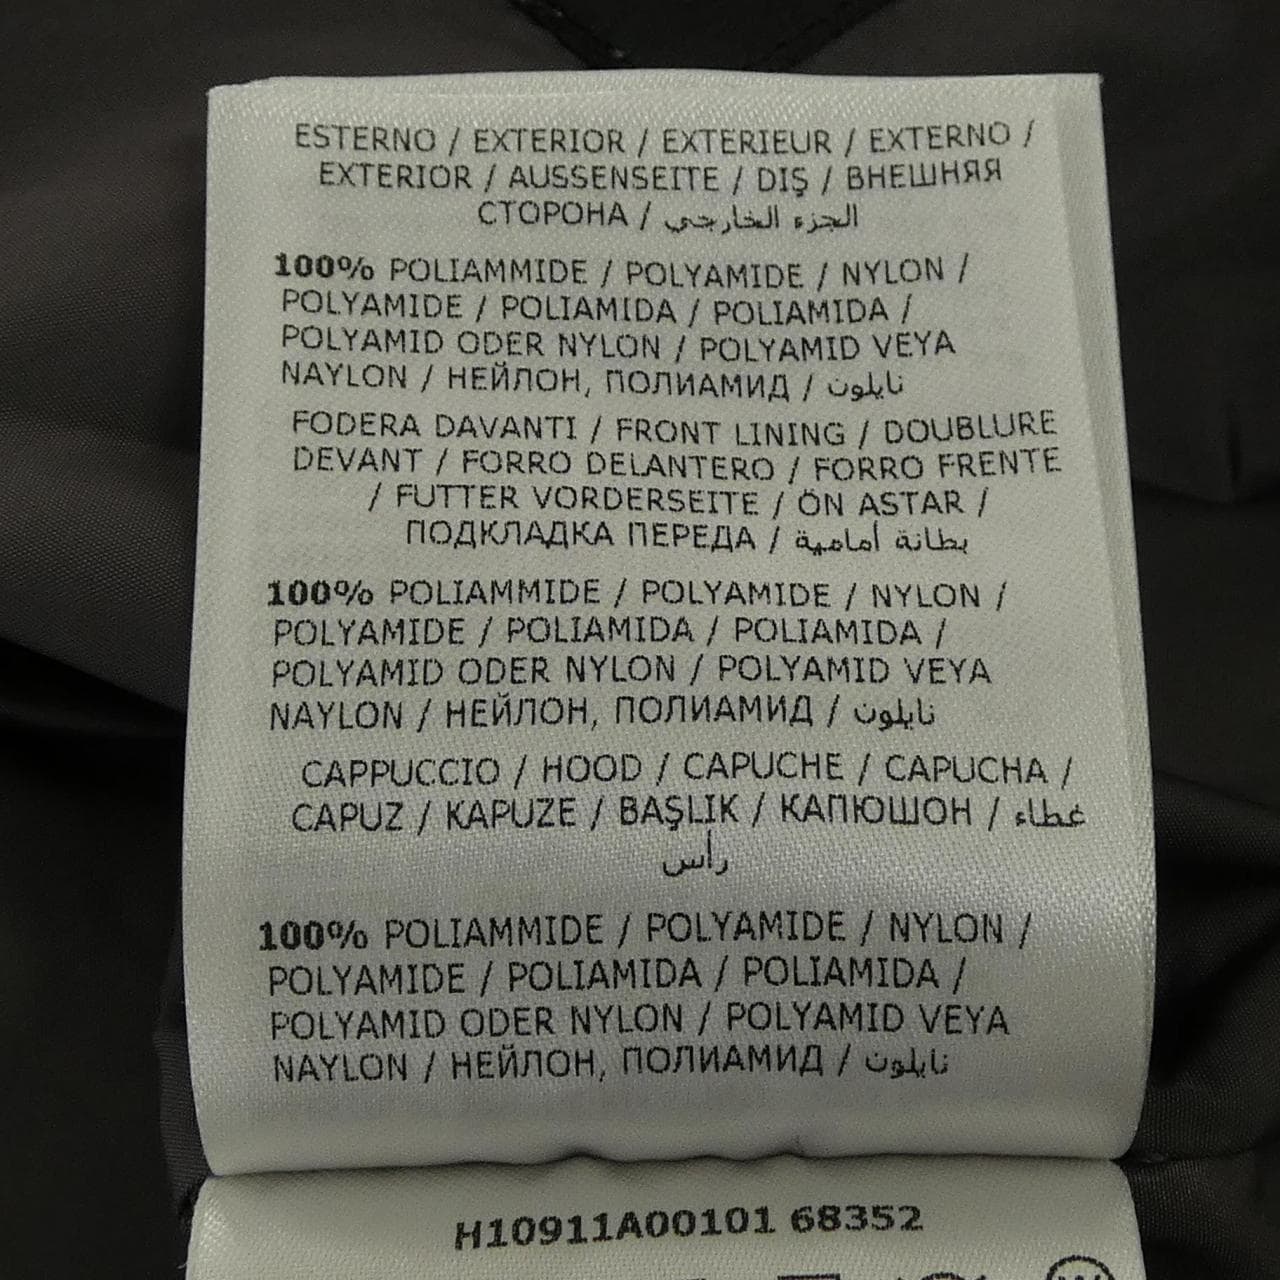 ESTERNO / EXTERIOR / EXTERIEUR / EXTERNO /
EXTERIOR / AUSSENSEITE / DIŞ / ВНЕШНЯЯ
СТОРОНА / الجزء الخارجي
100% POLIAMMIDE / POLYAMIDE / NYLON /
POLYAMIDE / POLIAMIDA / POLIAMIDA /
POLYAMID ODER NYLON / POLYAMID VEYA
NAYLON / НЕЙЛОН, ПОЛИАМИД / نايلون
FODERA DAVANTI / FRONT LINING / DOUBLURE
DEVANT / FORRO DELANTERO / FORRO FRENTE
/ FUTTER VORDERSEITE / ÖN ASTAR /
ПОДКЛАДКА ПЕРЕДА / بطانة أمامية
100% POLIAMMIDE / POLYAMIDE / NYLON /
POLYAMIDE / POLIAMIDA / POLIAMIDA /
POLYAMID ODER NYLON / POLYAMID VEYA
NAYLON / НЕЙЛОН, ПОЛИАМИД / نايلون
CAPPUCCIO / HOOD / CAPUCHE / CAPUCHA /
CAPUZ / KAPUZE / BAŞLIK / КАПЮШОН / غطاء
رأس
100% POLIAMMIDE / POLYAMIDE / NYLON /
POLYAMIDE / POLIAMIDA / POLIAMIDA /
POLYAMID ODER NYLON / POLYAMID VEYA
NAYLON / НЕЙЛОН, ПОЛИАМИД / نايلون
H10911A00101 68352